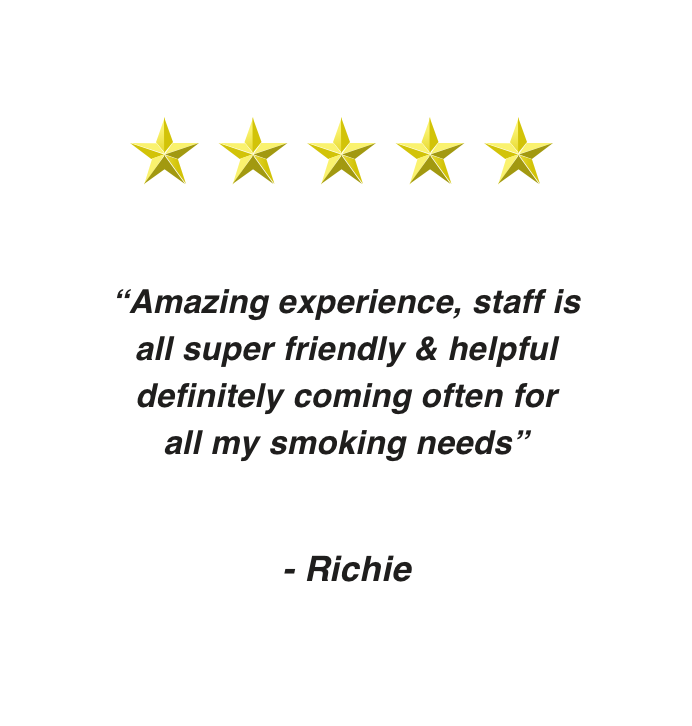 “Amazing experience, staff is
all super friendly & helpful
definitely coming often for
all my smoking needs”
- Richie